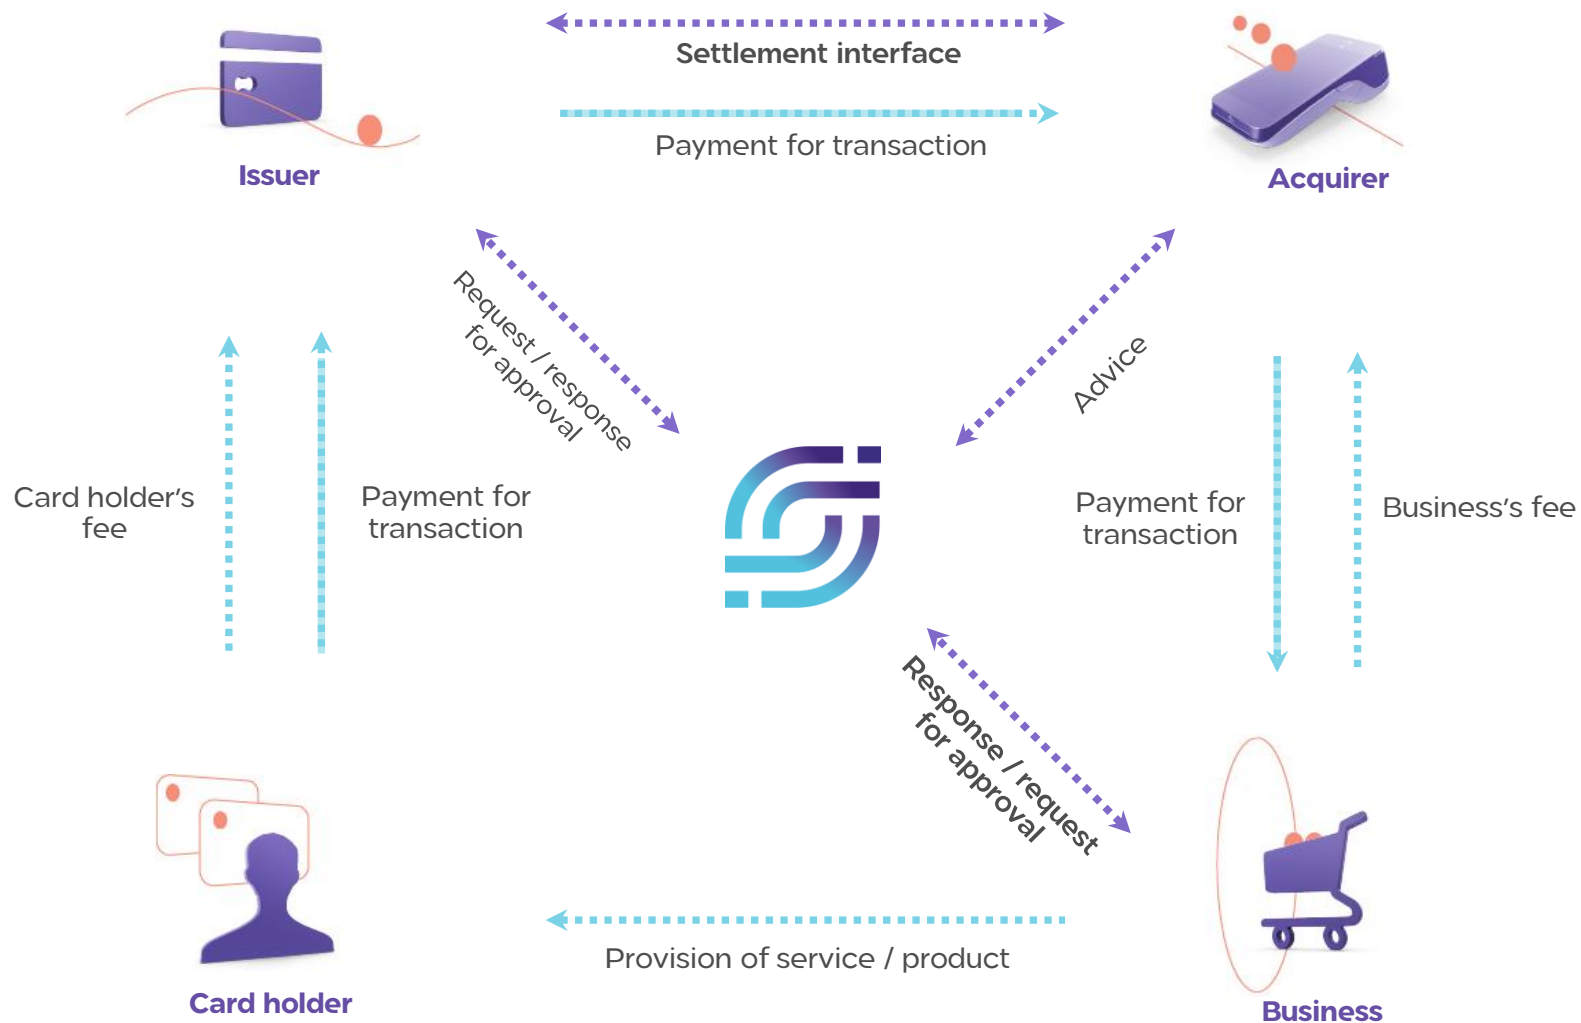 Settlement interface
Payment for transaction
Issuer
Acquirer
Request / response
for approval
Advice
Card holder's
fee
Payment for
transaction
Payment for
transaction
Business's fee
Response / request
for approval
Provision of service / product
Card holder
Business